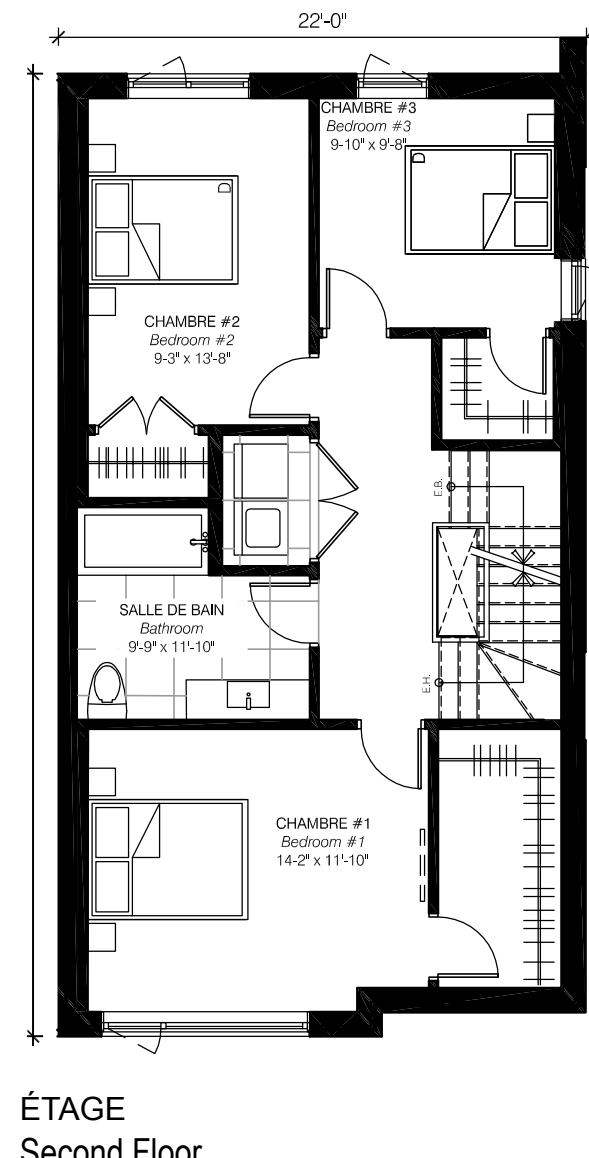 22'-0"
CHAMBRE #3
Bedroom #3
9-10" x 9'-8"
CHAMBRE #2
Bedroom #2
9-3" x 13'-8"
E.B.
SALLE DE BAIN
Bathroom
9'-9" x 11'-10"
E.H.
CHAMBRE #1
Bedroom #1
14-2" x 11'-10"
ÉTAGE
Second Floor